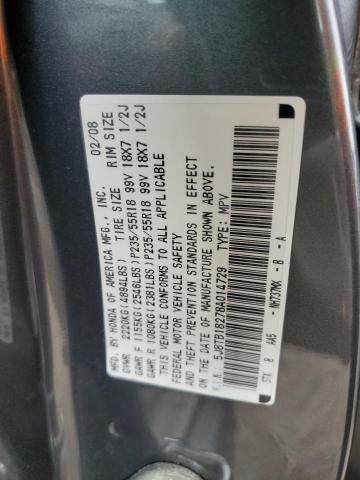 MFD. BY HONDA OF AMERICA MFG., INC. 02/08
TIRE SIZE RIM SIZE
GVWR 2220KG(4894LBS)
GAWR F 1155KG(2546LBS)P235/55R18 99V 18X7 1/2J
GAWR R 1080KG(2381LBS)P235/55R18 99V 18X7 1/2J
THIS VEHICLE CONFORMS TO ALL APPLICABLE
FEDERAL MOTOR VEHICLE SAFETY
AND THEFT PREVENTION STANDARDS IN EFFECT
ON THE DATE OF MANUFACTURE SHOWN ABOVE.
V.I.N.: 5J8TB18278A014729 TYPE: MPV
STX B AA5 - NH737MX - B - A